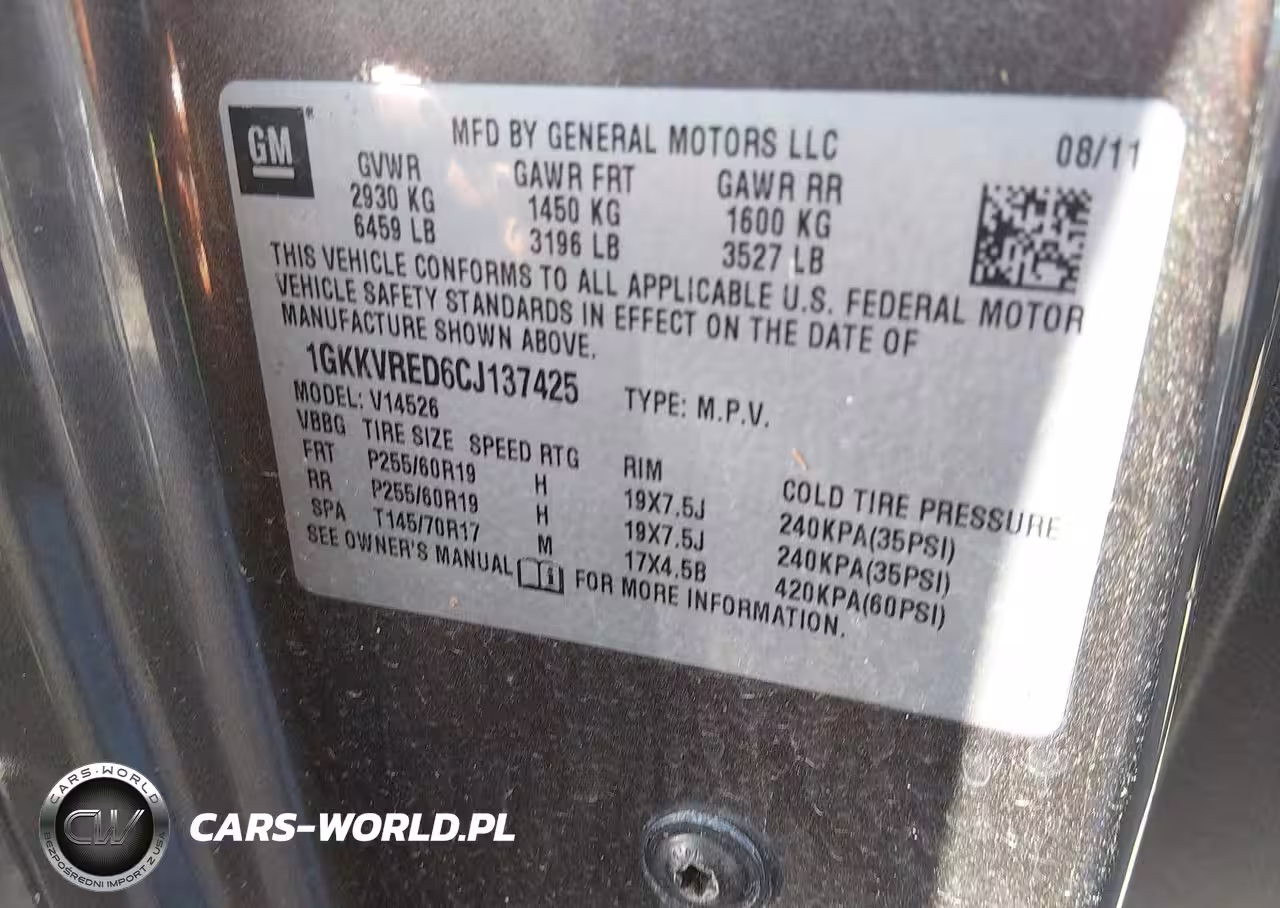 GM ®
MFD BY GENERAL MOTORS LLC 08/11
GVWR GAWR FRT GAWR RR
2930 KG 1450 KG 1600 KG
6459 LB 3196 LB 3527 LB
THIS VEHICLE CONFORMS TO ALL APPLICABLE U.S. FEDERAL MOTOR
VEHICLE SAFETY STANDARDS IN EFFECT ON THE DATE OF
MANUFACTURE SHOWN ABOVE.
1GKKVRED6CJ137425 TYPE: M.P.V.
MODEL: V14526
VBBG TIRE SIZE SPEED RTG RIM COLD TIRE PRESSURE
FRT P255/60R19 H 19X7.5J 240KPA(35PSI)
RR P255/60R19 H 19X7.5J 240KPA(35PSI)
SPA T145/70R17 M 17X4.5B 420KPA(60PSI)
SEE OWNER'S MANUAL FOR MORE INFORMATION.
CARS-WORLD
CW
BEZPOŚREDNI IMPORT Z USA
CARS-WORLD.PL